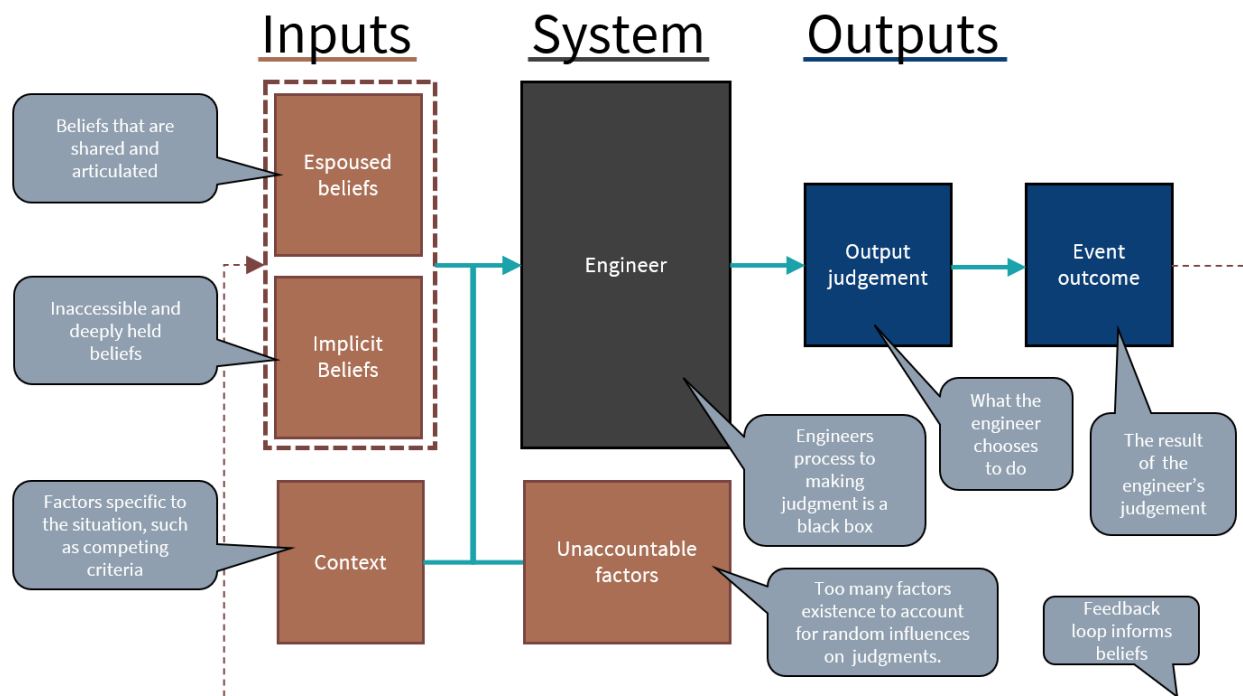 Inputs
System
Outputs
Beliefs that are
shared and
articulated
Espoused
beliefs
Inaccessible and
deeply held
beliefs
Implicit
Beliefs
Engineer
Output
judgement
Event
outcome
Engineers
process to
making
judgment is a
black box
What the
engineer
chooses
to do
The result
of the
engineer’s
judgement
Factors specific to
the situation, such
as competing
criteria
Context
Unaccountable
factors
Too many factors
existence to account
for random influences
on judgments.
Feedback
loop informs
beliefs